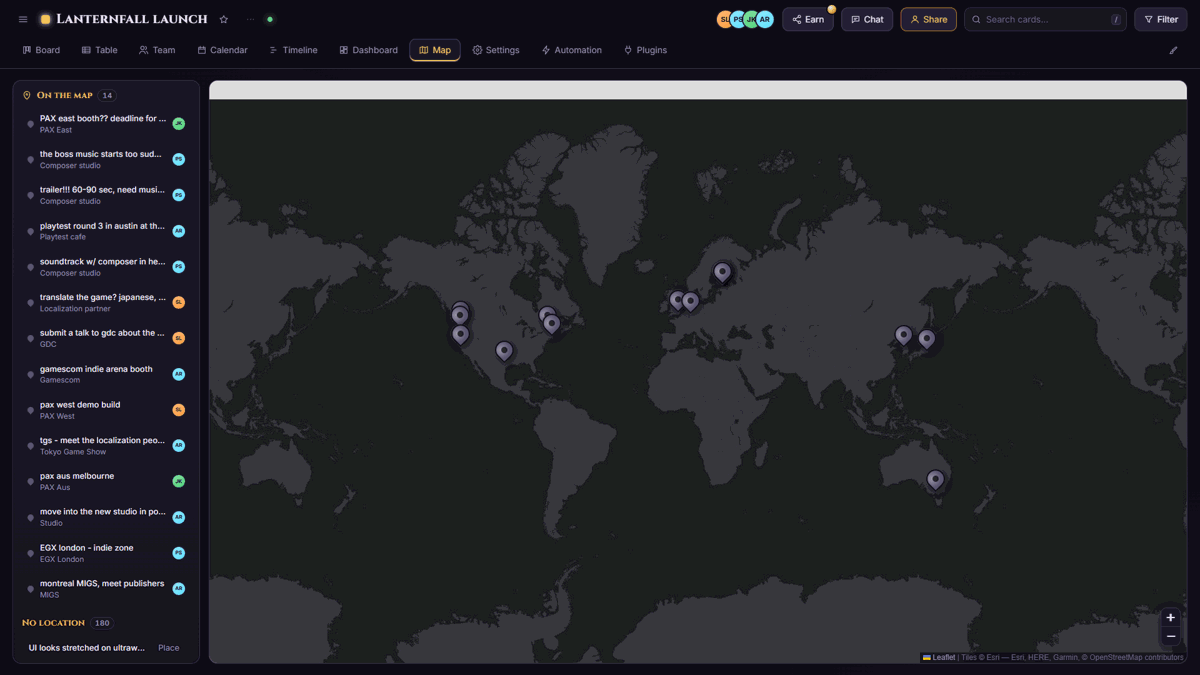 LANTERNFALL LAUNCH
SL PS JK AR
Earn
Chat
Share
Search cards...
/
Filter
Board
Table
Team
Calendar
Timeline
Dashboard
Map
Settings
Automation
Plugins
ON THE MAP 14
PAX east booth?? deadline for ...
PAX East
JK
the boss music starts too sud...
Composer studio
PS
trailer!!! 60-90 sec, need musi...
Composer studio
PS
playtest round 3 in austin at th...
Playtest cafe
AR
soundtrack w/ composer in he...
Composer studio
PS
translate the game? japanese, ...
Localization partner
SL
submit a talk to gdc about the ...
GDC
SL
gamescom indie arena booth
Gamescom
AR
pax west demo build
PAX West
SL
tgs - meet the localization peo...
Tokyo Game Show
AR
pax aus melbourne
PAX Aus
JK
move into the new studio in po...
Studio
AR
EGX london - indie zone
EGX London
PS
montreal MIGS, meet publishers
MIGS
AR
NO LOCATION 180
UI looks stretched on ultraw...
Place
+
−
Leaflet | Tiles © Esri — Esri, HERE, Garmin, © OpenStreetMap contributors